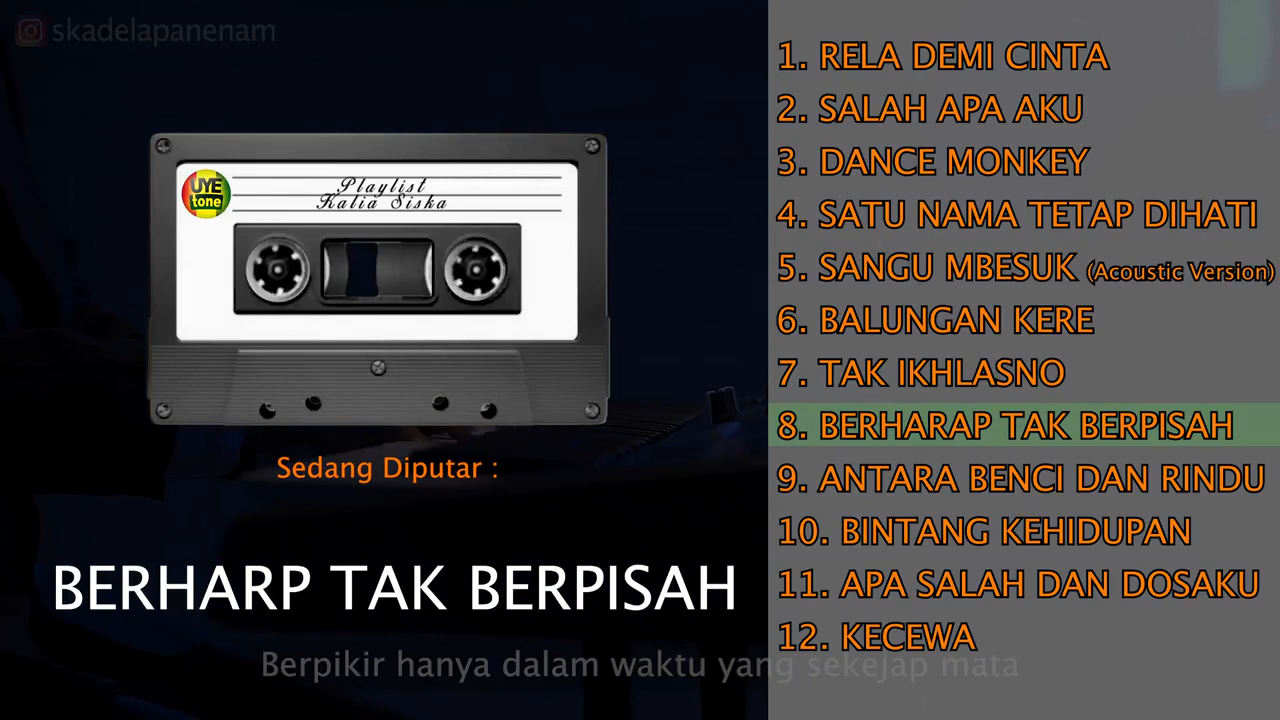 skadelapanenam
UYE
tone
Playlist
Kalia Siska
Sedang Diputar :
BERHARP TAK BERPISAH
Berpikir hanya dalam waktu yang sekejap mata
1. RELA DEMI CINTA
2. SALAH APA AKU
3. DANCE MONKEY
4. SATU NAMA TETAP DIHATI
5. SANGU MBESUK (Acoustic Version)
6. BALUNGAN KERE
7. TAK IKHLASNO
8. BERHARAP TAK BERPISAH
9. ANTARA BENCI DAN RINDU
10. BINTANG KEHIDUPAN
11. APA SALAH DAN DOSAKU
12. KECEWA